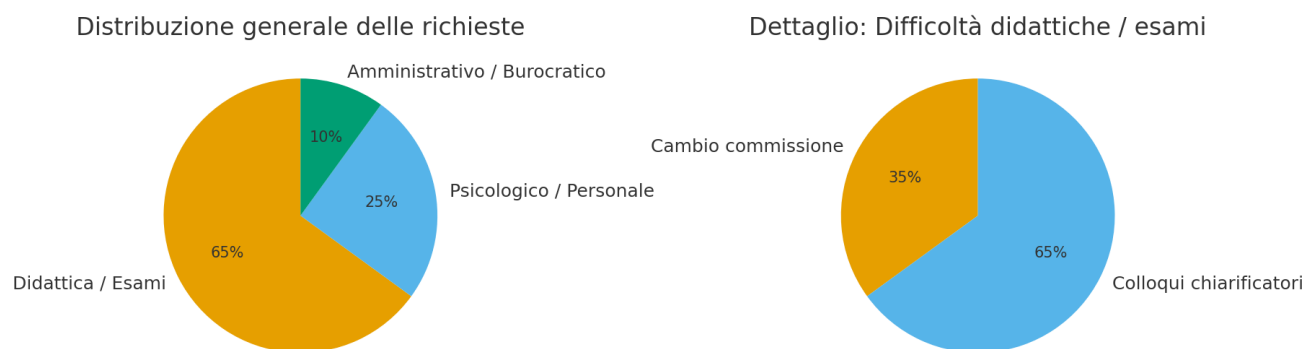 Distribuzione generale delle richieste
Amministrativo / Burocratico
10%
Psicologico / Personale
25%
65%
Didattica / Esami
Dettaglio: Difficoltà didattiche / esami
Cambio commissione
35%
65%
Colloqui chiarificatori